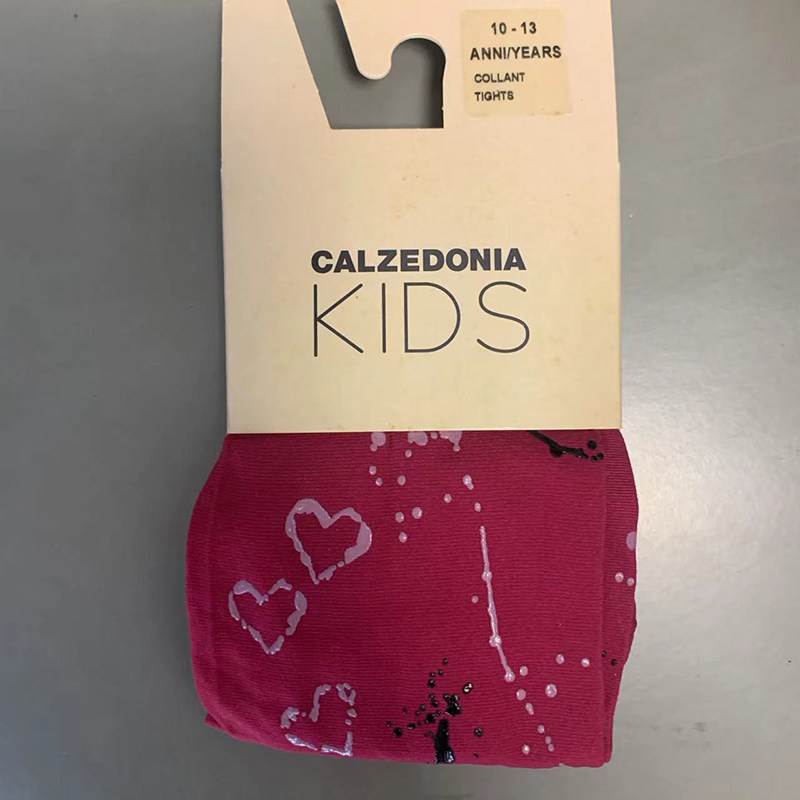 10 - 13
ANNI/YEARS
COLLANT
TIGHTS
CALZEDONIA
KIDS